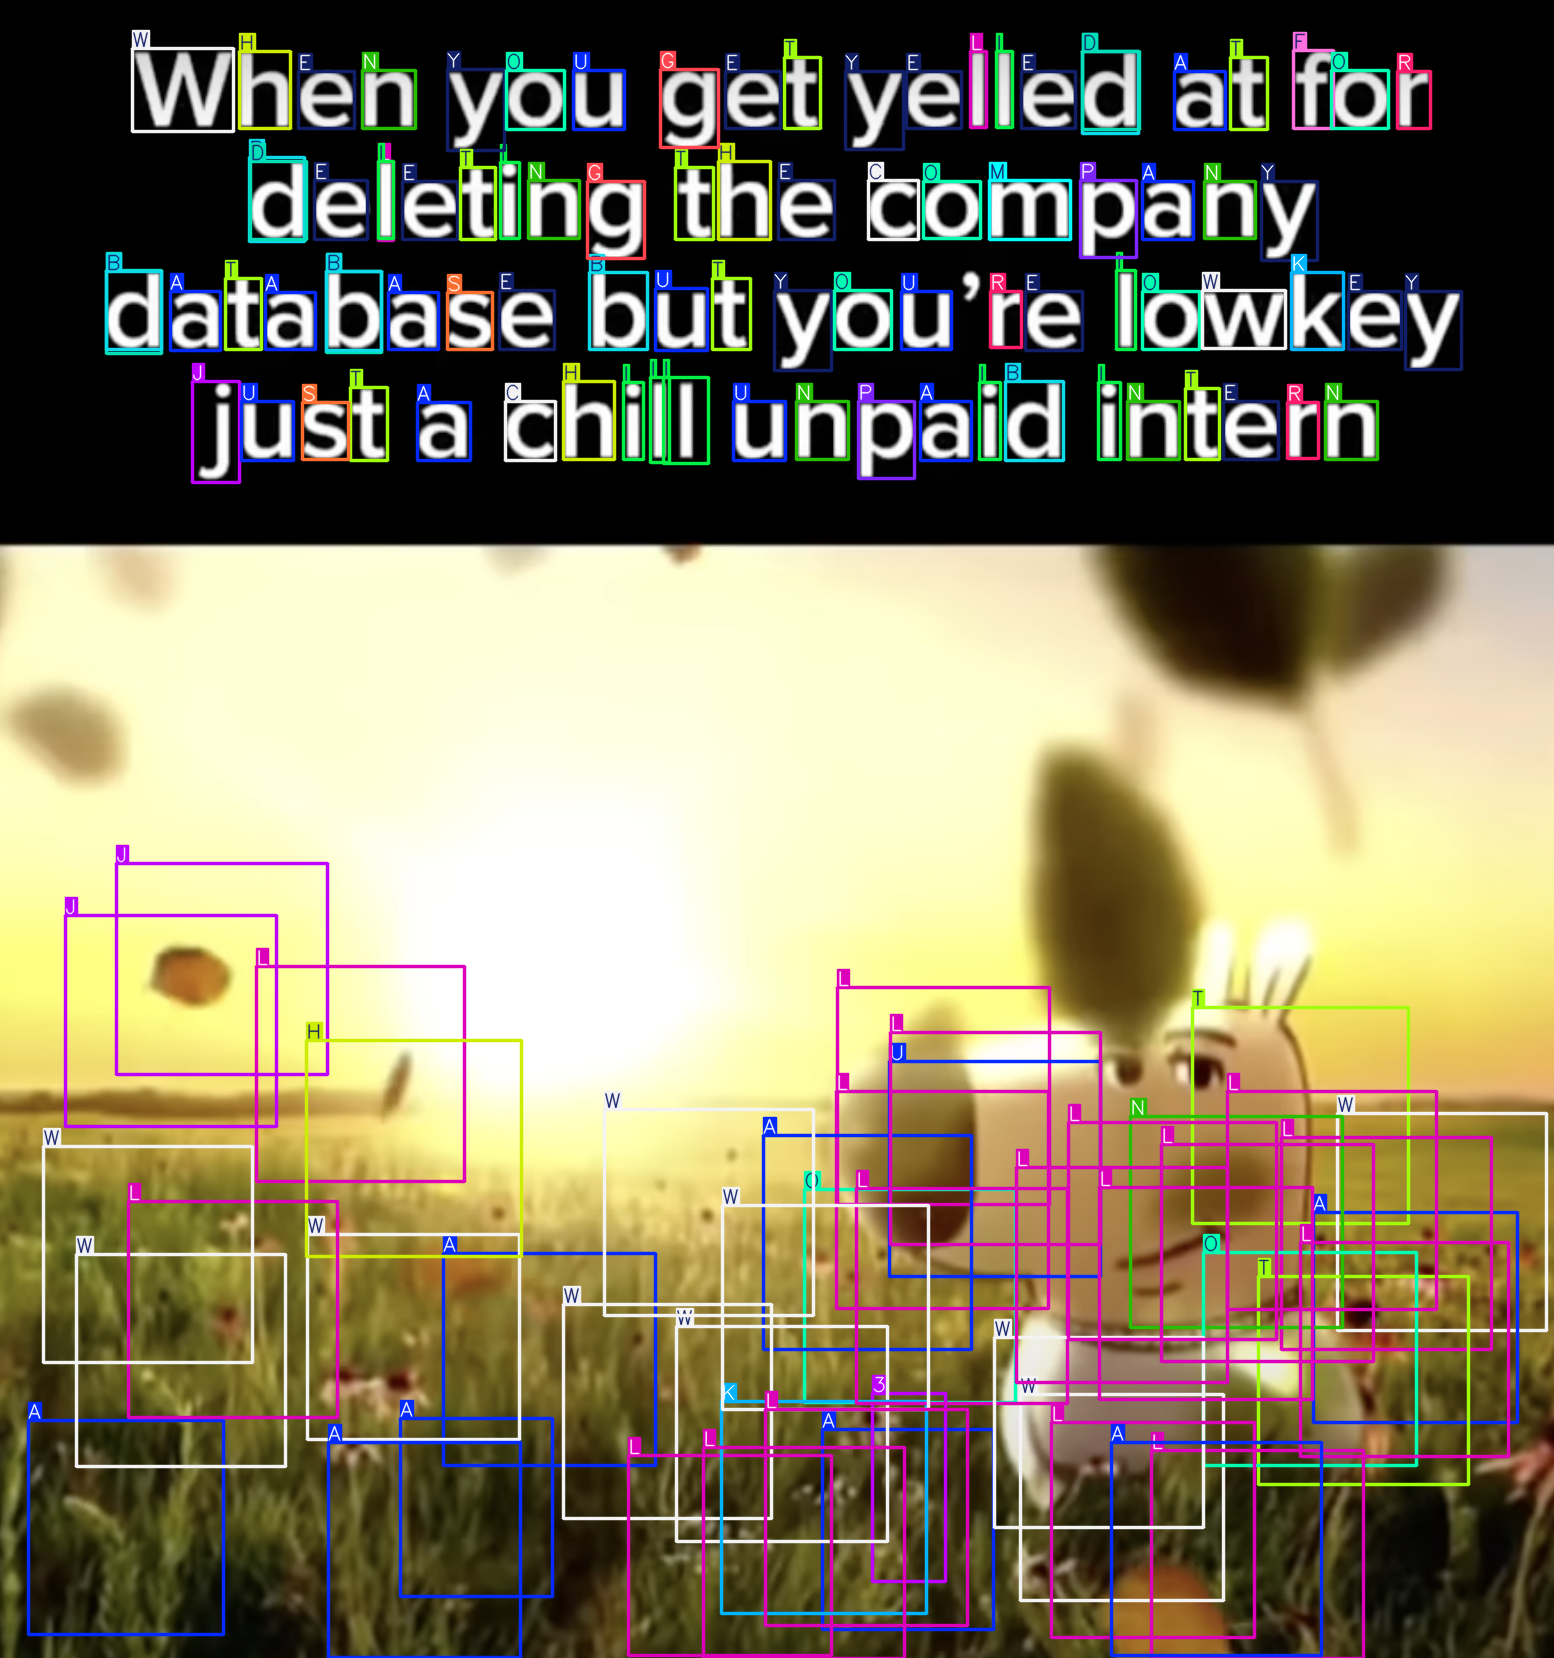 When you get yelled at for
deleting the company
database but you're lowkey
just a chill unpaid intern